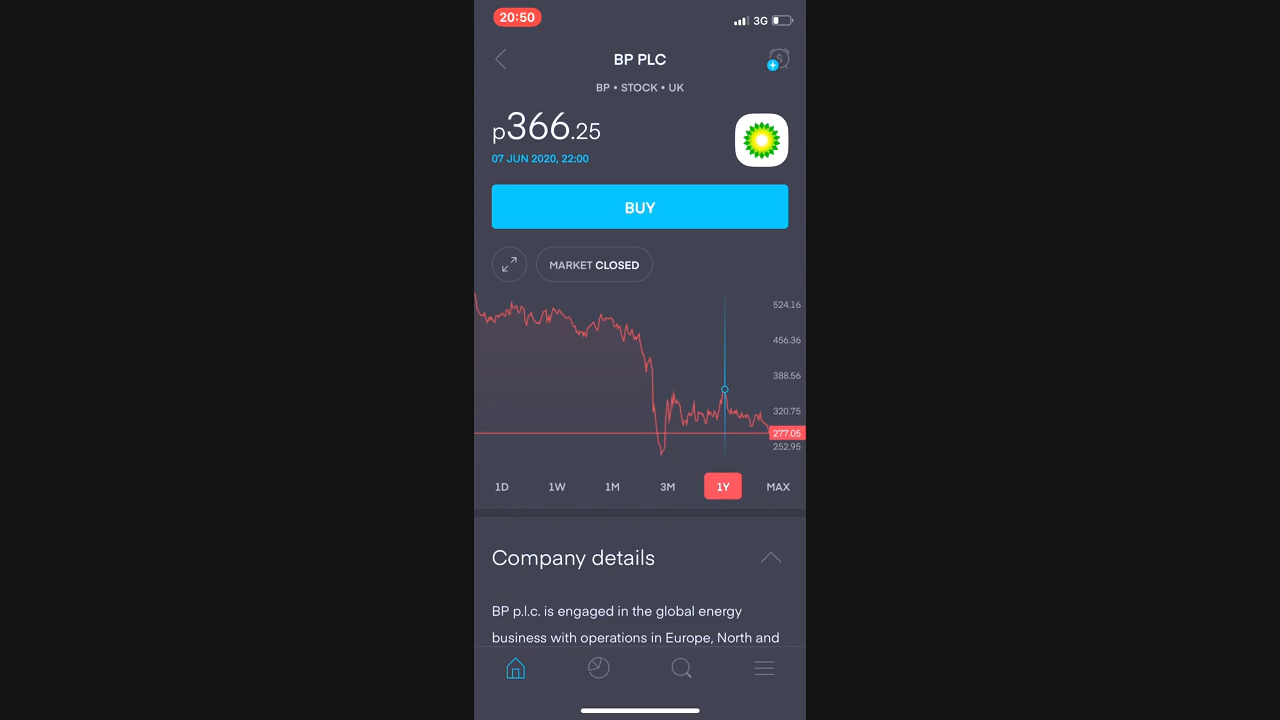 20:50
3G
BP PLC
BP • STOCK • UK
p366.25
07 JUN 2020, 22:00
BUY
MARKET CLOSED
524.16
456.36
388.56
320.75
277.05
252.95
1D 1W 1M 3M 1Y MAX
Company details
BP p.l.c. is engaged in the global energy
business with operations in Europe, North and